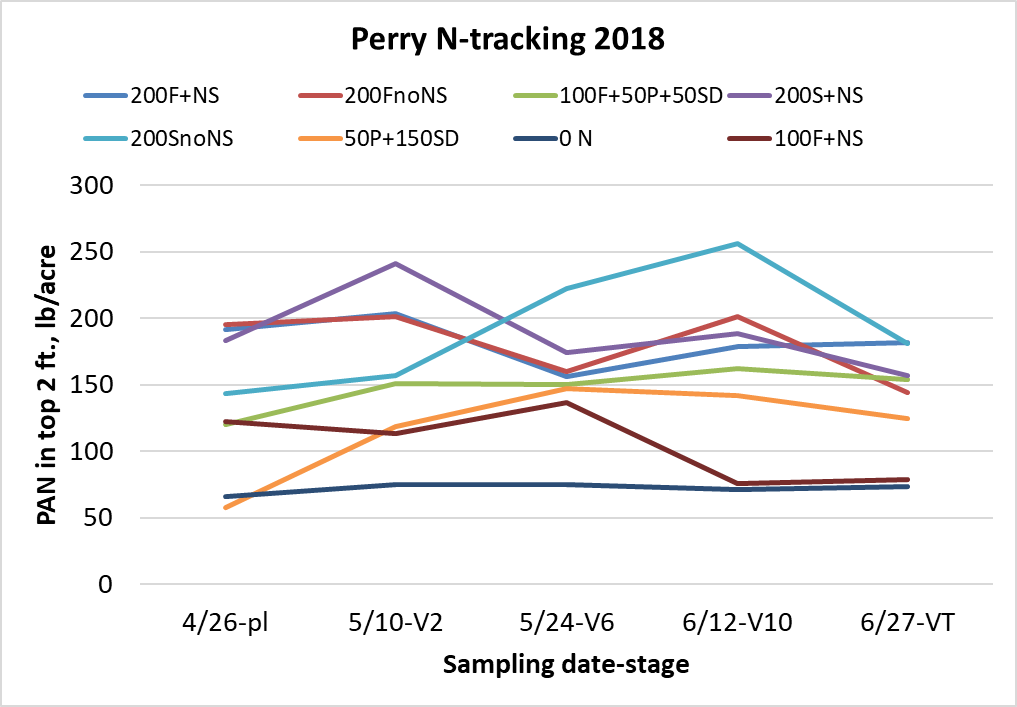 Perry N-tracking 2018
200F+NS 200FnoNS 100F+50P+50SD 200S+NS
200SnoNS 50P+150SD 0 N 100F+NS
PAN in top 2 ft., lb/acre
300
250
200
150
100
50
0
4/26-pl 5/10-V2 5/24-V6 6/12-V10 6/27-VT
Sampling date-stage